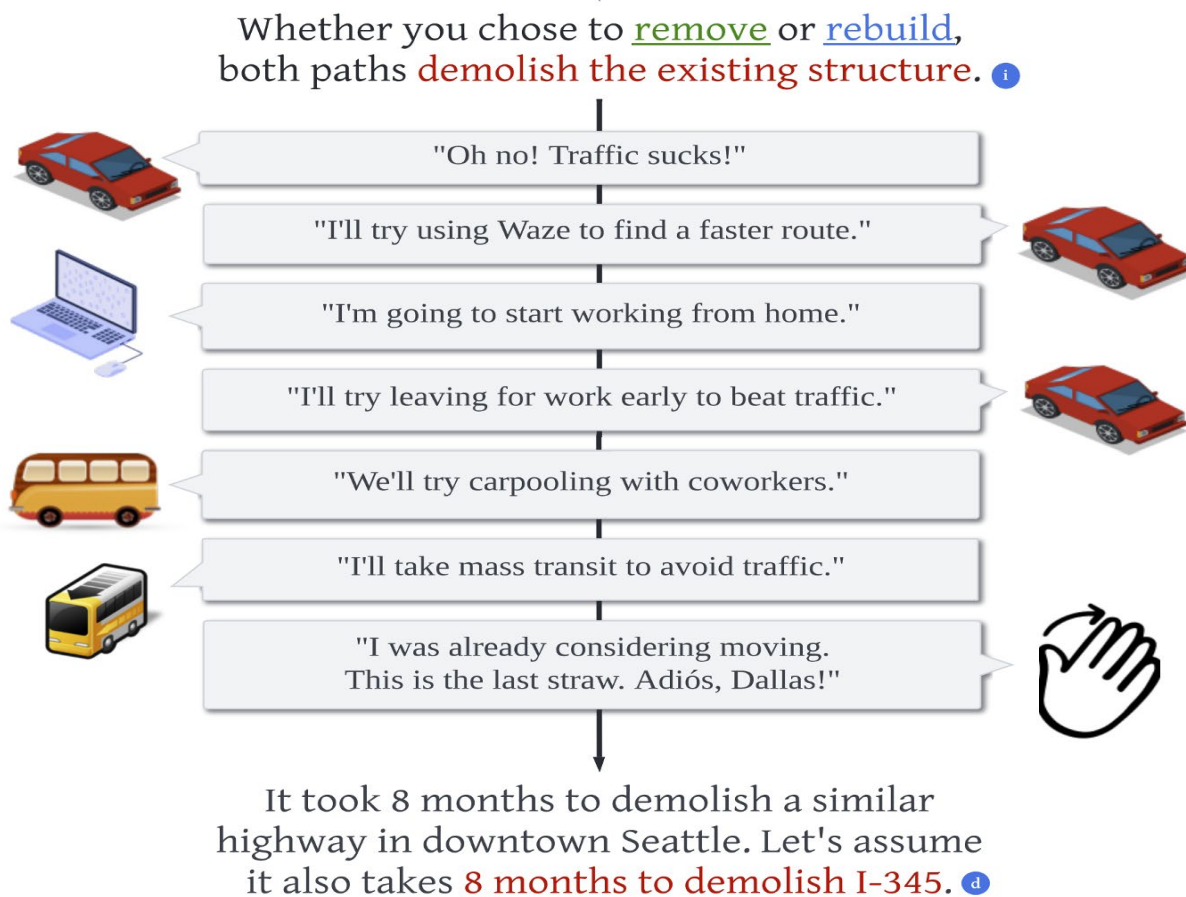 Whether you chose to remove or rebuild,
both paths demolish the existing structure. i
"Oh no! Traffic sucks!"
"I'll try using Waze to find a faster route."
"I'm going to start working from home."
"I'll try leaving for work early to beat traffic."
"We'll try carpooling with coworkers."
"I'll take mass transit to avoid traffic."
"I was already considering moving.
This is the last straw. Adiós, Dallas!"
It took 8 months to demolish a similar
highway in downtown Seattle. Let's assume
it also takes 8 months to demolish I-345. d